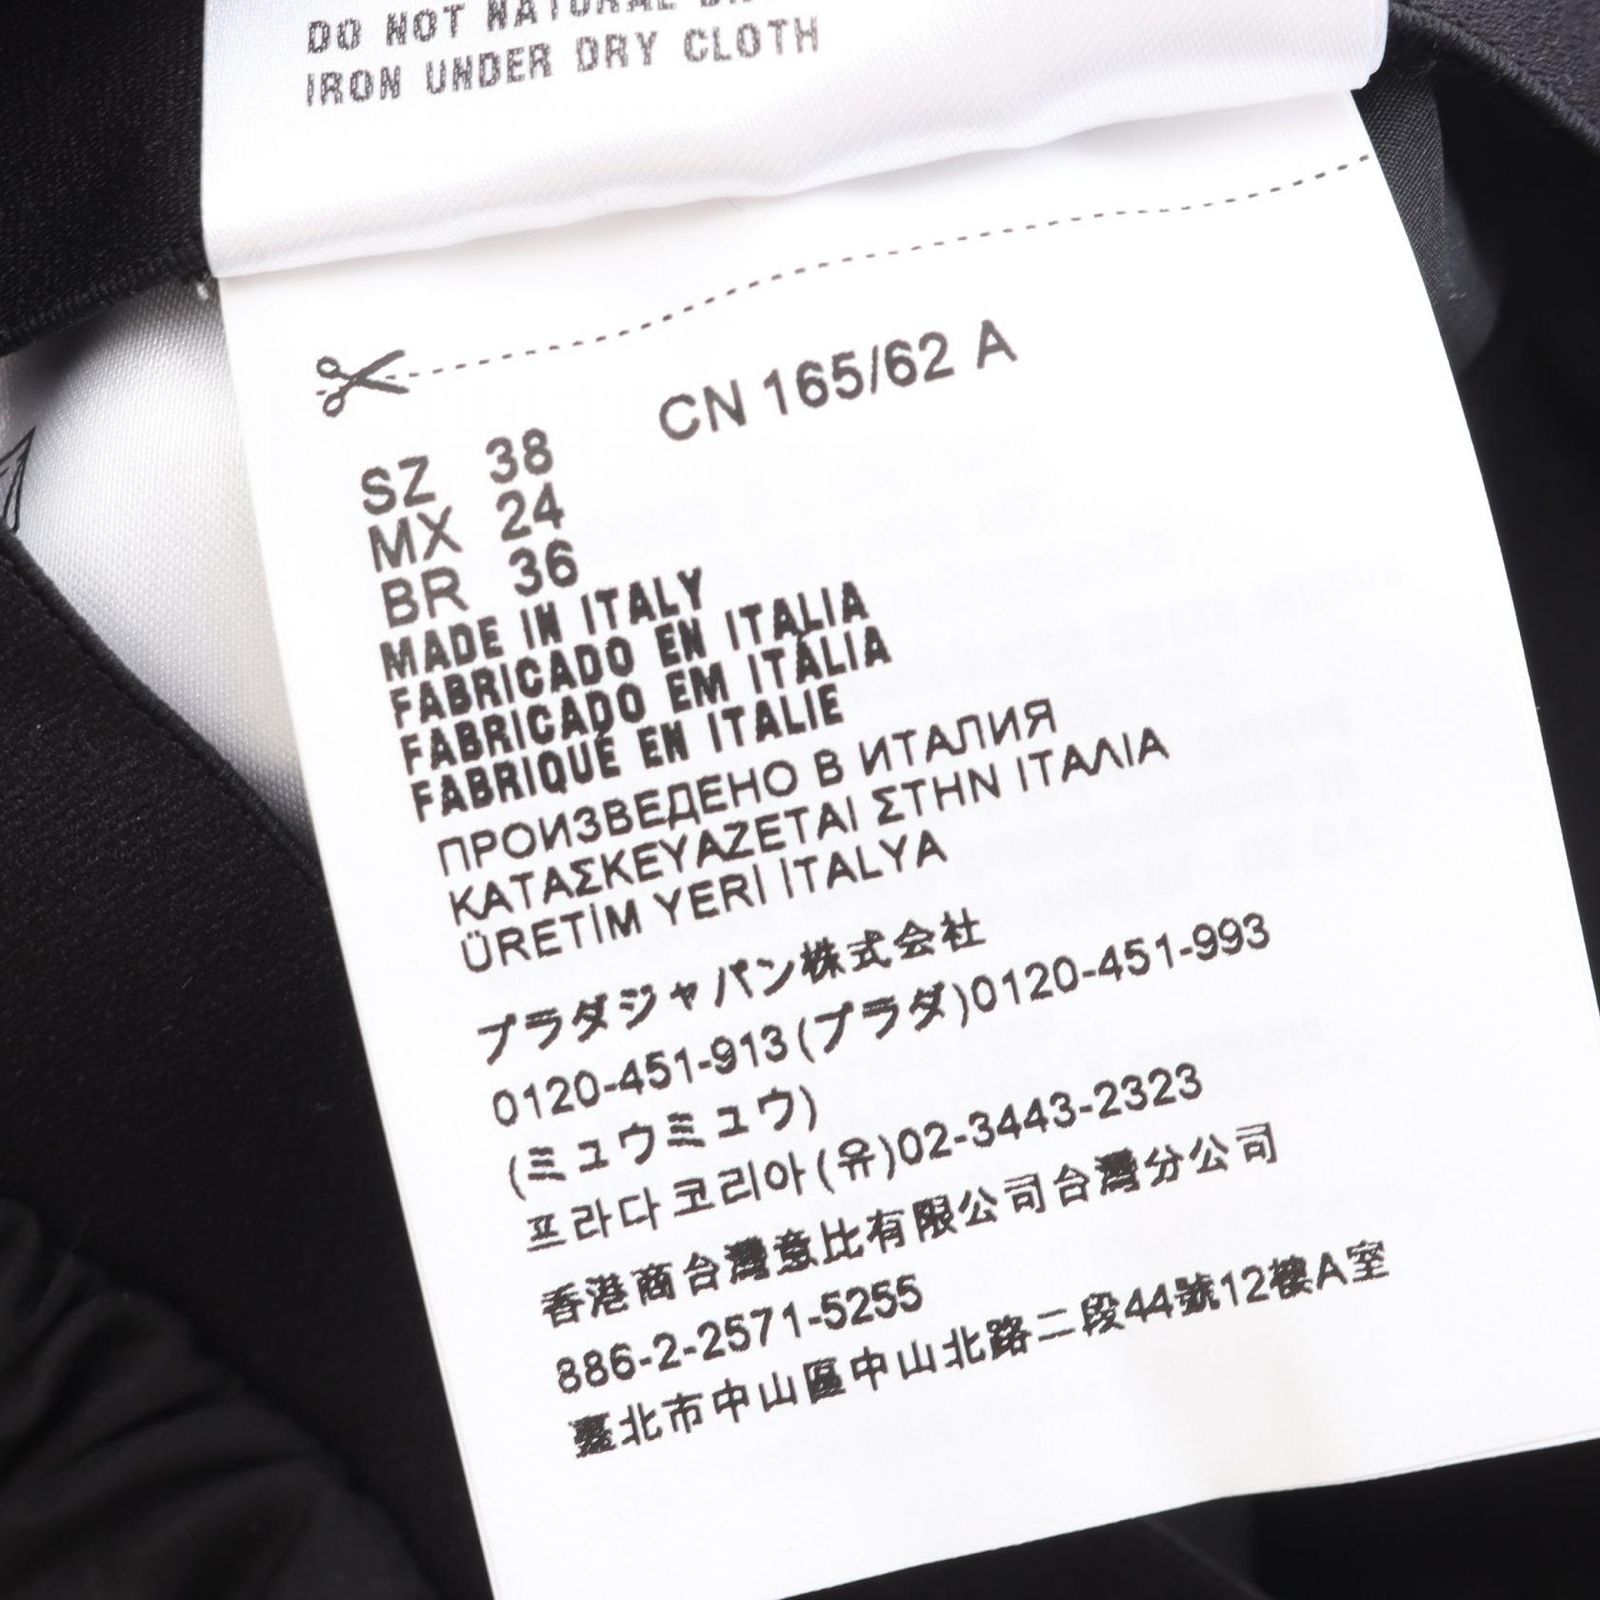 DO NOT NATURAL
IRON UNDER DRY CLOTH
SZ 38 CN 165/62 A
MX 24
BR 36
MADE IN ITALY
FABRICADO EN ITALIA
FABRICADO EM ITÁLIA
FABRIQUÉ EN ITALIE
ПРОИЗВЕДЕНО В ИТАЛИЯ
ΚΑΤΑΣΚΕΥΑΖΕΤΑΙ ΣΤΗΝ ΙΤΑΛΙΑ
ÜRETİM YERİ İTALYA
プラダジャパン株式会社
0120-451-913(プラダ)0120-451-993
(ミュウミュウ)
프라다코리아(유)02-3443-2323
香港商台灣意比有限公司台灣分公司
886-2-2571-5255
臺北市中山區中山北路二段44號12樓A室